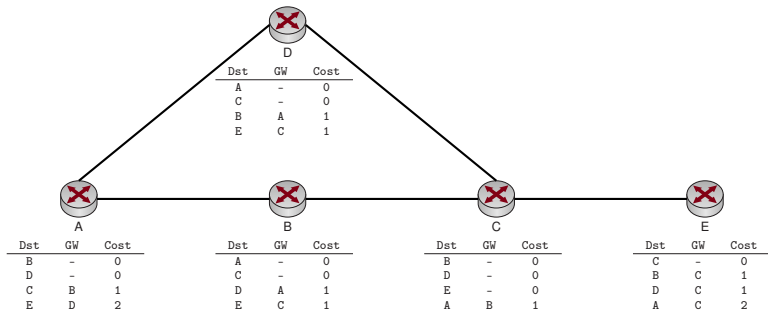 D
Dst GW Cost
A - 0
C - 0
B A 1
E C 1
A
Dst GW Cost
B - 0
D - 0
C B 1
E D 2
B
Dst GW Cost
A - 0
C - 0
D A 1
E C 1
C
Dst GW Cost
B - 0
D - 0
E - 0
A B 1
E
Dst GW Cost
C - 0
B C 1
D C 1
A C 2